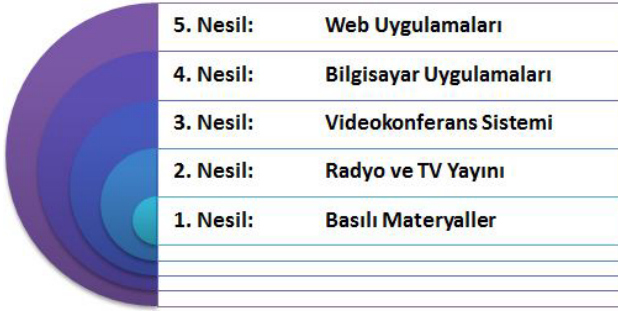 5. Nesil: Web Uygulamaları
4. Nesil: Bilgisayar Uygulamaları
3. Nesil: Videokonferans Sistemi
2. Nesil: Radyo ve TV Yayını
1. Nesil: Basılı Materyaller